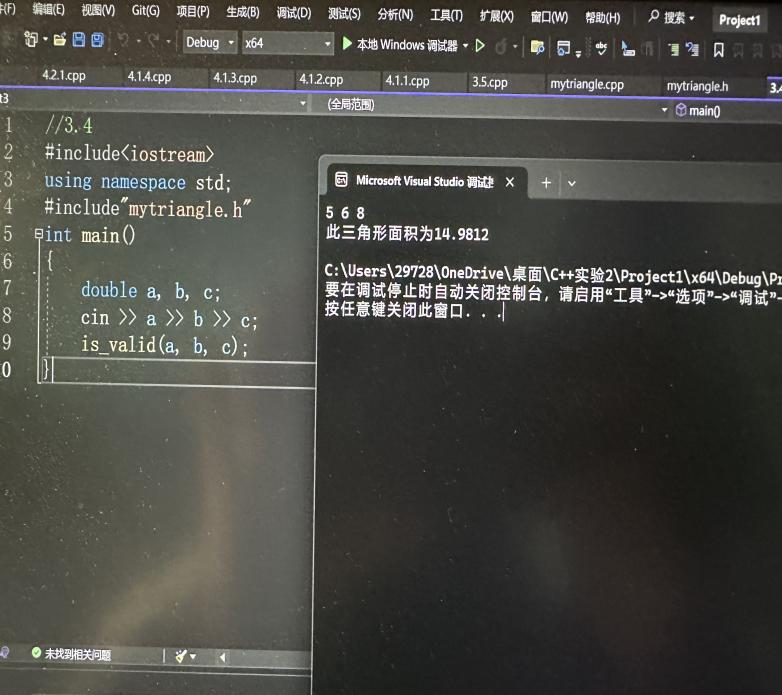 编辑(E) 视图(V) Git(G) 项目(P) 生成(B) 调试(D) 测试(S) 分析(N) 工具(T) 扩展(X) 窗口(W) 帮助(H) 搜索 Project1
Debug x64 本地 Windows 调试器
4.2.1.cpp 4.1.4.cpp 4.1.3.cpp 4.1.2.cpp 4.1.1.cpp 3.5.cpp mytriangle.cpp mytriangle.h
(全局范围) main()
1 //3.4
2 #include<iostream>
3 using namespace std;
4 #include"mytriangle.h"
5 int main()
6 {
7 double a, b, c;
8 cin >> a >> b >> c;
9 is_valid(a, b, c);
0 }
Microsoft Visual Studio 调试
5 6 8
此三角形面积为14.9812
C:\Users\29728\OneDrive\桌面\C++实验2\Project1\x64\Debug\Pr
要在调试停止时自动关闭控制台，请启用“工具”->“选项”->“调试”-
按任意键关闭此窗口. . .
未找到相关问题